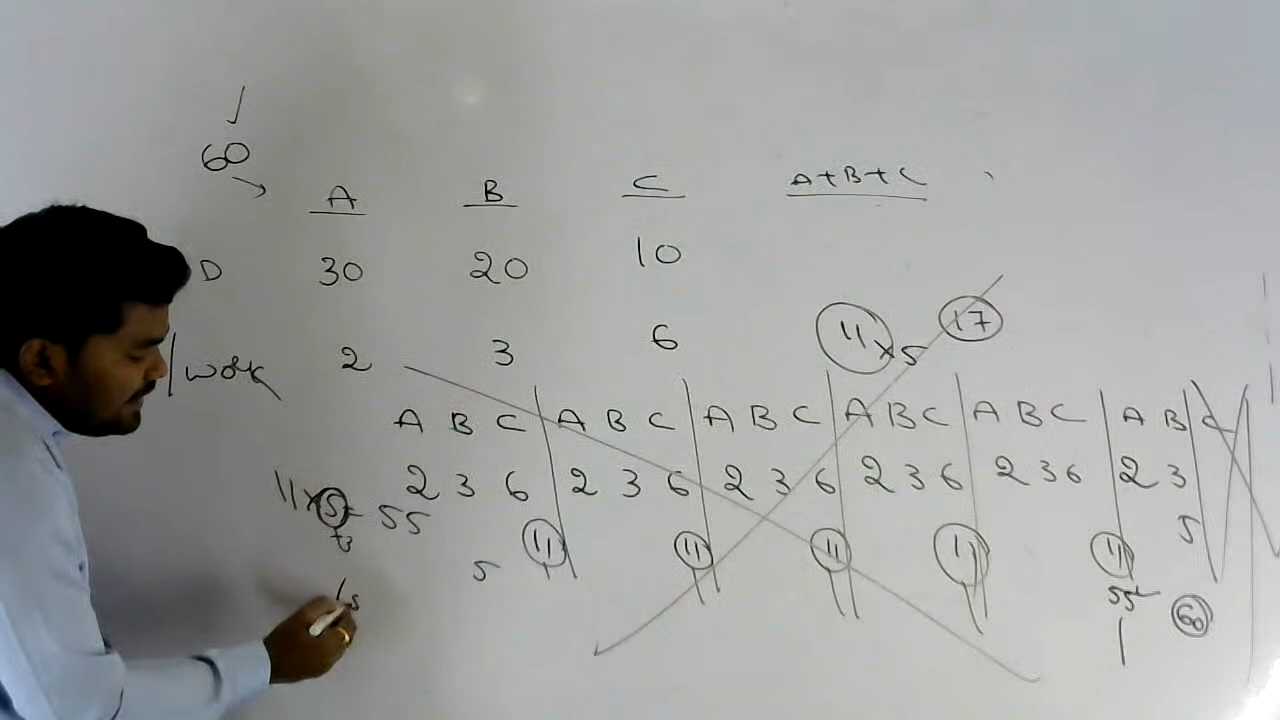 60
A B C A+B+C
D 30 20 10
/work 2 3 6 11 x 5 17
A B C | A B C | A B C | A B C | A B C | A B | C
2 3 6 2 3 6 2 3 6 2 3 6 2 3 6 2 3
11 x 5 = 55 5
x3 5 11 11 11 11 11
15 55 60